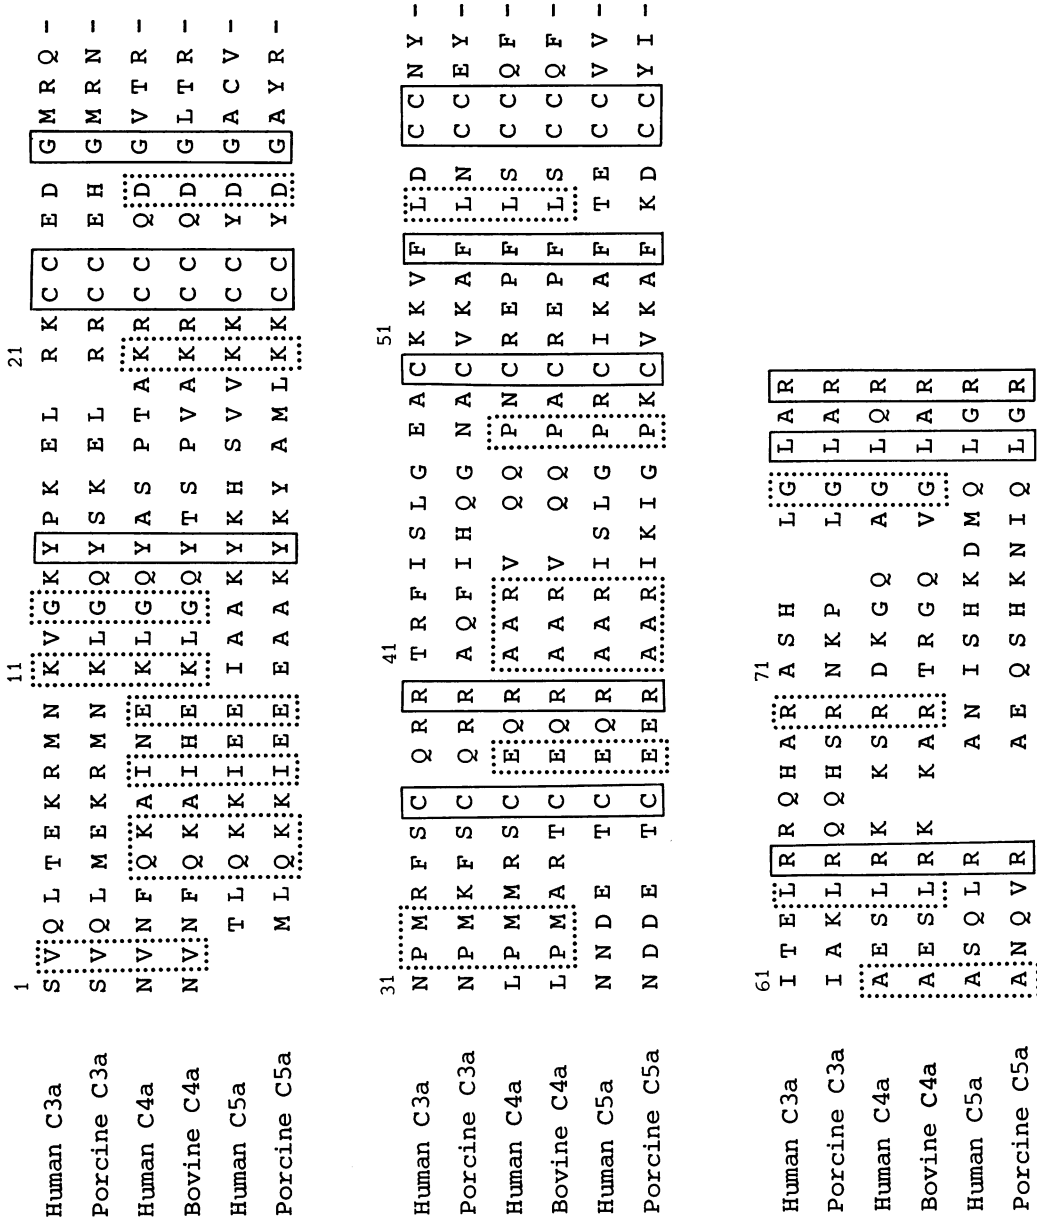 1 11 21
Human C3a S V Q L T E K R M N K V G K Y P K E L R K C C E D G M R Q -
Porcine C3a S V Q L M E K R M N K L G Q Y S K E L R R C C E H G M R N -
Human C4a N V N F Q K A I N E K L G Q Y A S P T A K R C C Q D G V T R -
Bovine C4a N V N F Q K A I H E K L G Q Y T S P V A K R C C Q D G L T R -
Human C5a T L Q K K I E E I A A K Y K H S V V K K C C Y D G A C V -
Porcine C5a M L Q K K I E E E A A K Y K Y A M L K K C C Y D G A Y R -
31 41 51
Human C3a N P M R F S C Q R R T R F I S L G E A C K K V F L D C C N Y -
Porcine C3a N P M K F S C Q R R A Q F I H Q G N A C V K A F L N C C E Y -
Human C4a L P M M R S C E Q R A A R V Q Q P N C R E P F L S C C Q F -
Bovine C4a L P M A R T C E Q R A A R V Q Q P A C R E P F L S C C Q F -
Human C5a N N D E T C E Q R A A R I S L G P R C I K A F T E C C V V -
Porcine C5a N D D E T C E E R A A R I K I G P K C V K A F K D C C Y I -
61 71
Human C3a I T E L R R Q H A R A S H L G L A R
Porcine C3a I A K L R Q Q H S R N K P L G L A R
Human C4a A E S L R K K S R D K G Q A G L Q R
Bovine C4a A E S L R K K A R T R G Q V G L A R
Human C5a A S Q L R A N I S H K D M Q L G R
Porcine C5a A N Q V R A E Q S H K N I Q L G R